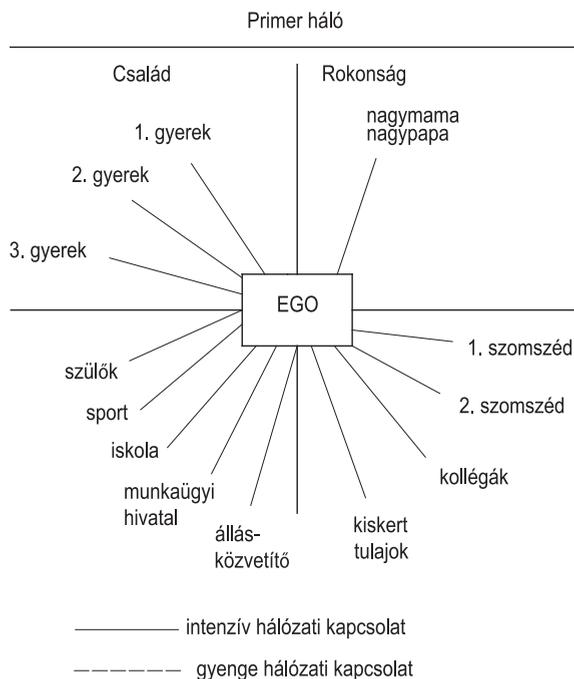 Primer háló
Család
Rokonság
1. gyerek
nagymama
nagypapa
2. gyerek
3. gyerek
EGO
szülők
1. szomszéd
sport
2. szomszéd
iskola
kollégák
munkaügyi
hivatal
állás-
közvetítő
kiskert
tulajok
intenzív hálózati kapcsolat
gyenge hálózati kapcsolat